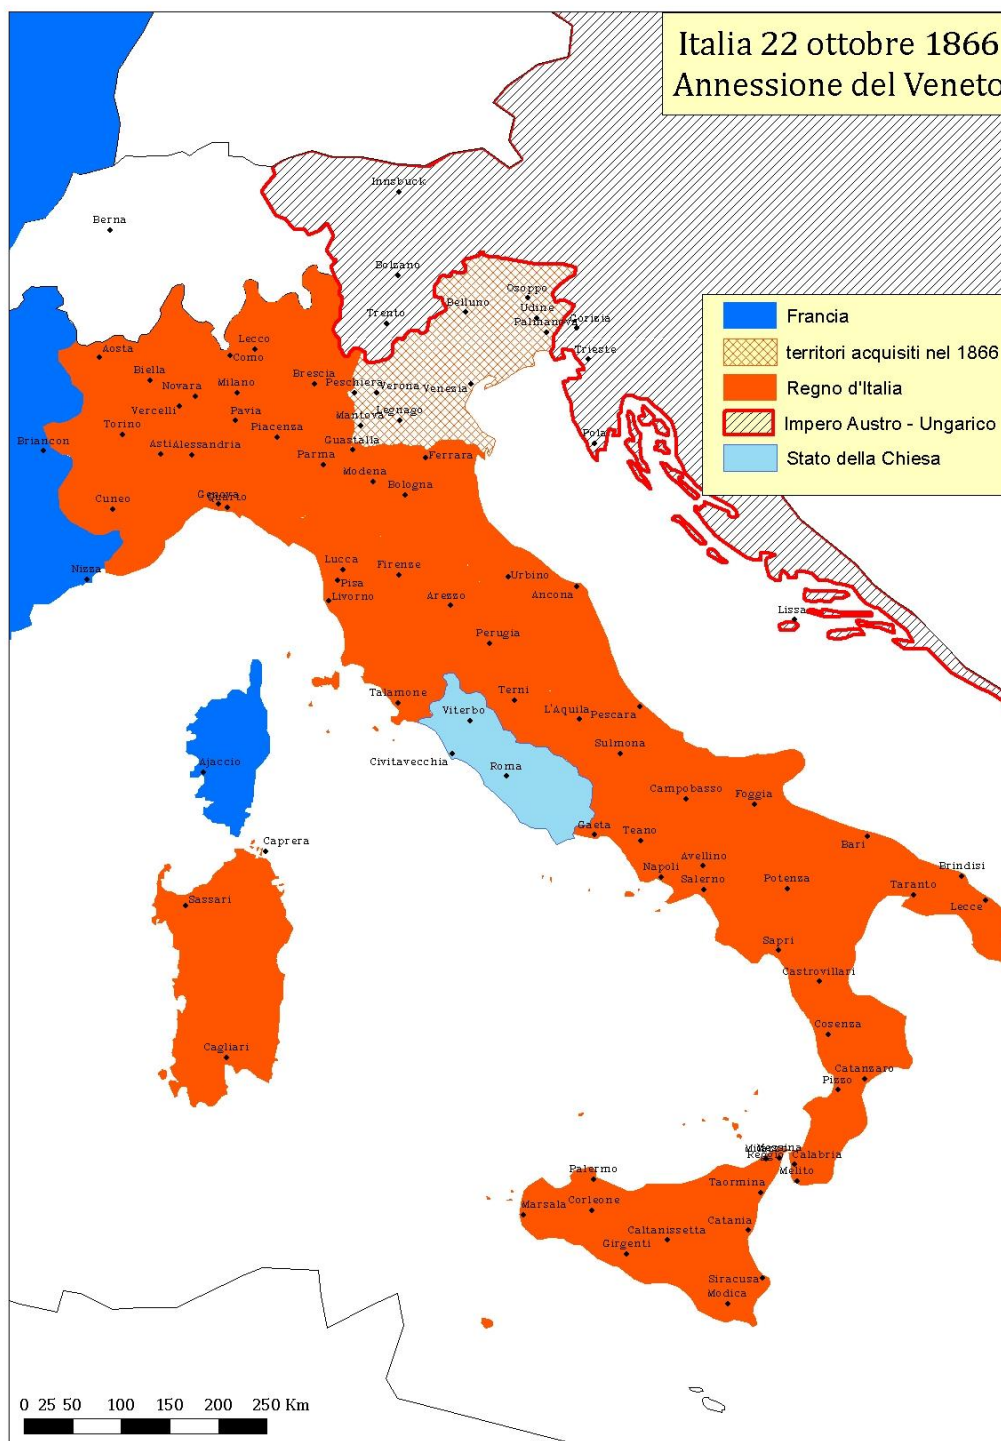 Italia 22 ottobre 1866
Annessione del Veneto
Francia
territori acquisiti nel 1866
Regno d'Italia
Impero Austro - Ungarico
Stato della Chiesa
Innsbuck
Berna
Bolzano
Osoppo
Belluno
Udine
Trento
Palmanova
Gorizia
Lecco
Aosta
Como
Trieste
Biella
Brescia
Peschiera
Verona
Venezia
Novara
Milano
Vercelli
Pavia
Mantova
Legnago
Torino
Piacenza
Briancon
Asti
Alessandria
Guastalla
Pola
Parma
Ferrara
Modena
Cuneo
Genova
Quarto
Bologna
Nizza
Lucca
Firenze
Pisa
Urbino
Livorno
Arezzo
Ancona
Lissa
Perugia
Talamone
Terni
Viterbo
L'Aquila
Pescara
Civitavecchia
Sulmona
Ajaccio
Roma
Campobasso
Foggia
Caprera
Gaeta
Teano
Bari
Avellino
Napoli
Salerno
Potenza
Brindisi
Taranto
Lecce
Sassari
Sapri
Castrovillari
Cosenza
Cagliari
Catanzaro
Pizzo
Messina
Reggio
Calabria
Palermo
Melito
Taormina
Marsala
Corleone
Catania
Caltanissetta
Girgenti
Siracusa
Modica
0 25 50 100 150 200 250 Km